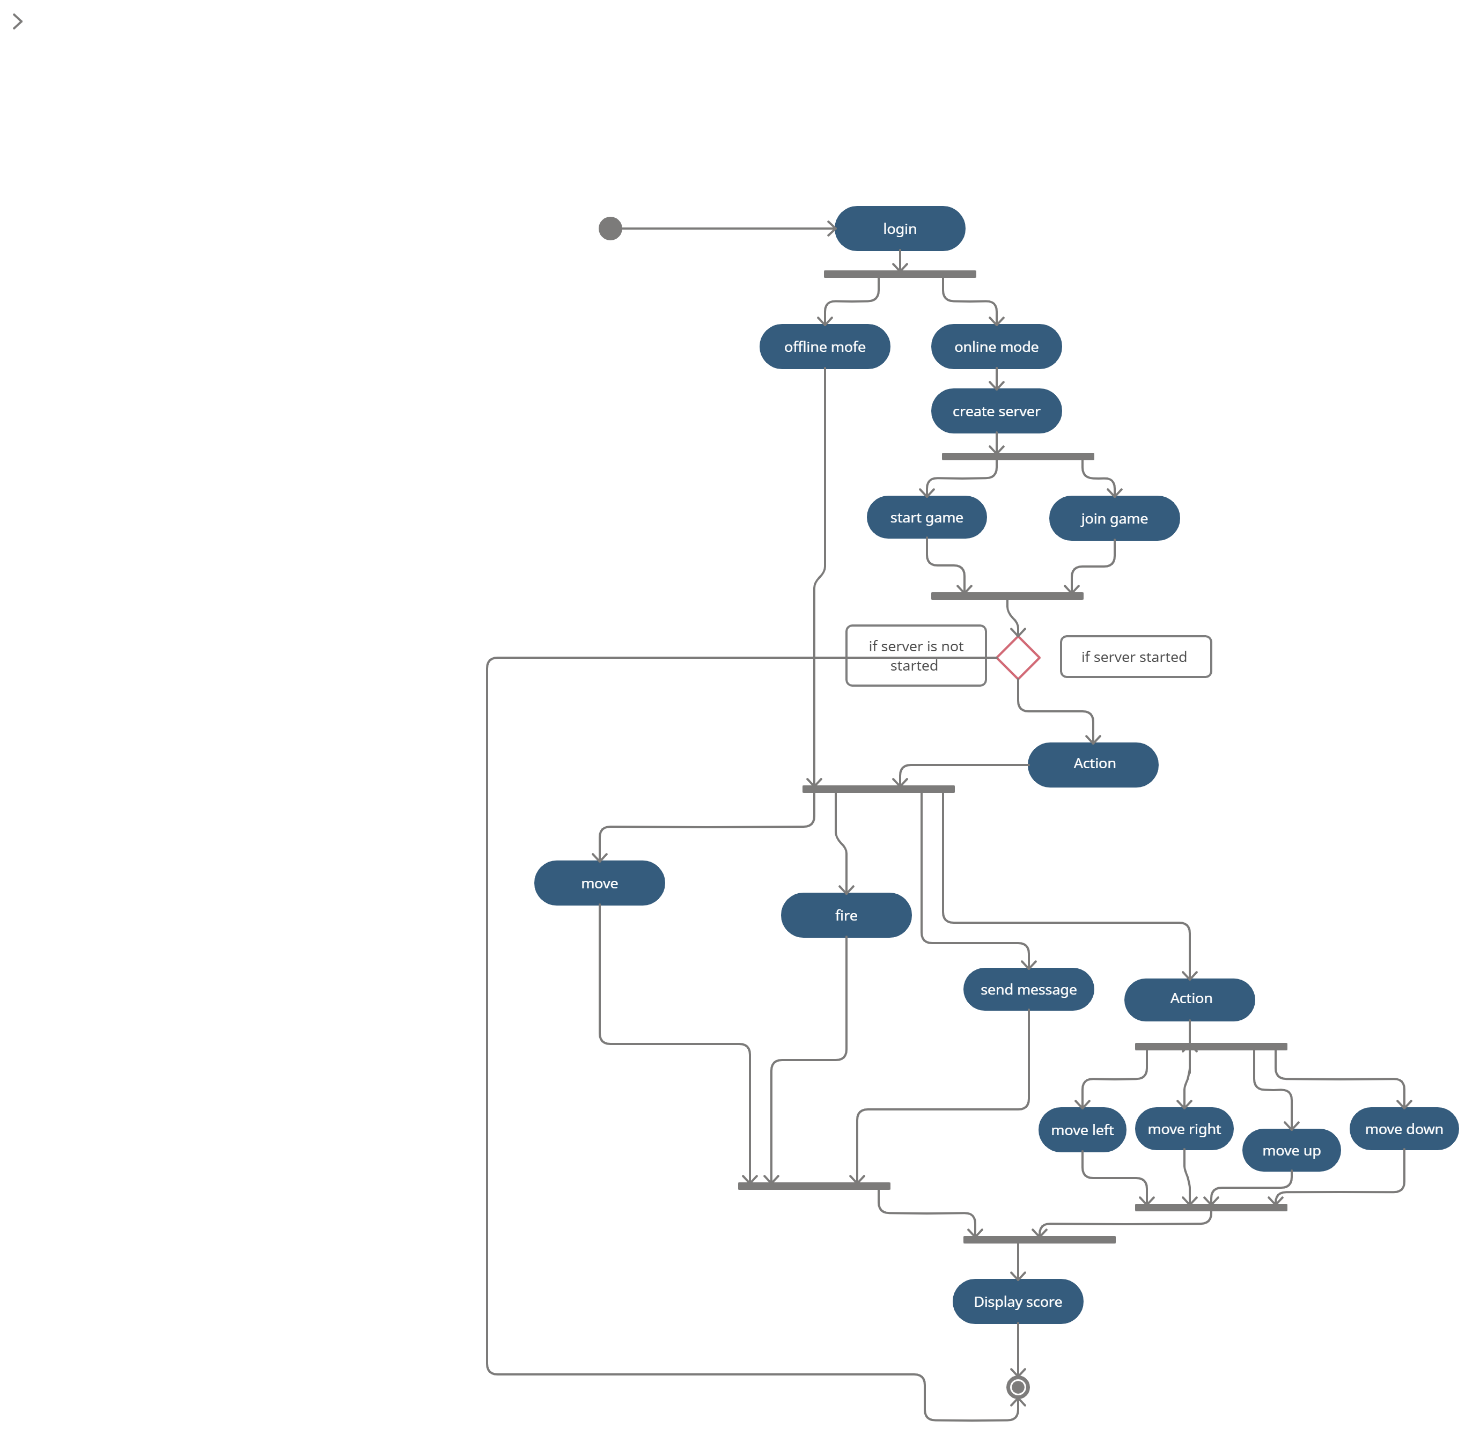 login
offline mofe
online mode
create server
start game
join game
if server is not
started
if server started
Action
move
fire
send message
Action
move left
move right
move up
move down
Display score